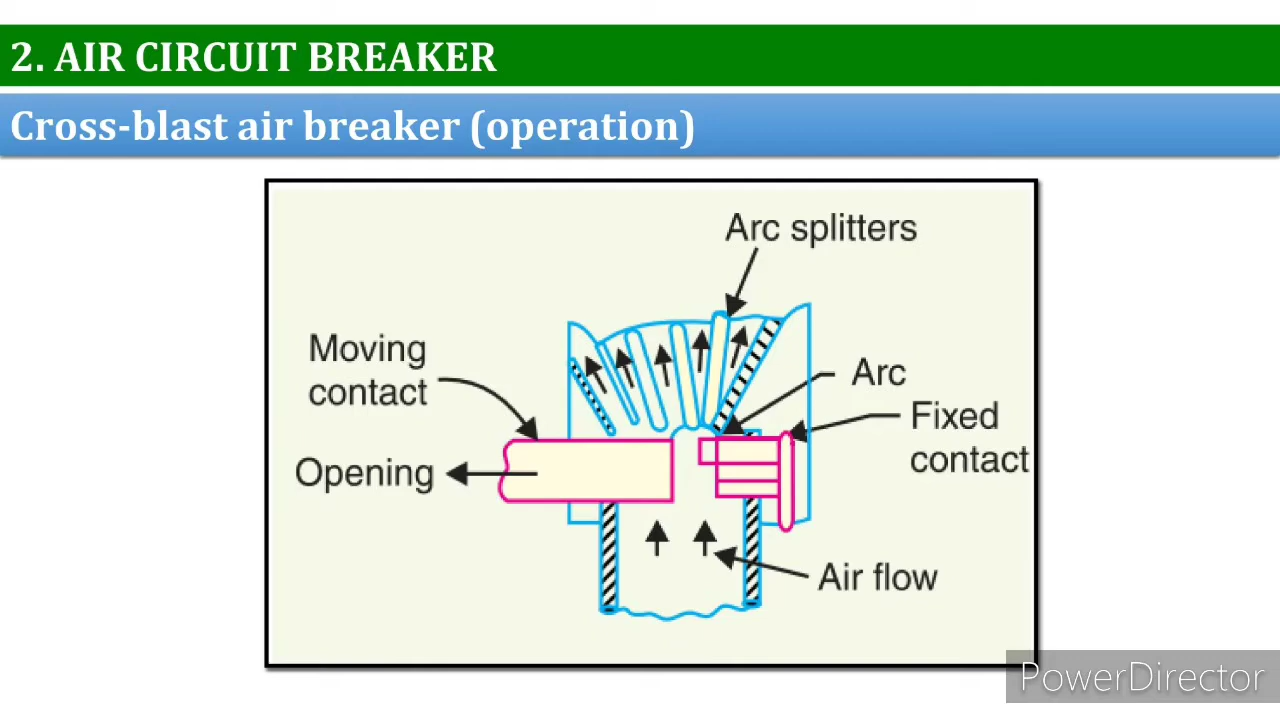 2. AIR CIRCUIT BREAKER
Cross-blast air breaker (operation)
Arc splitters
Moving
contact
Arc
Fixed
contact
Opening
Air flow
PowerDirector